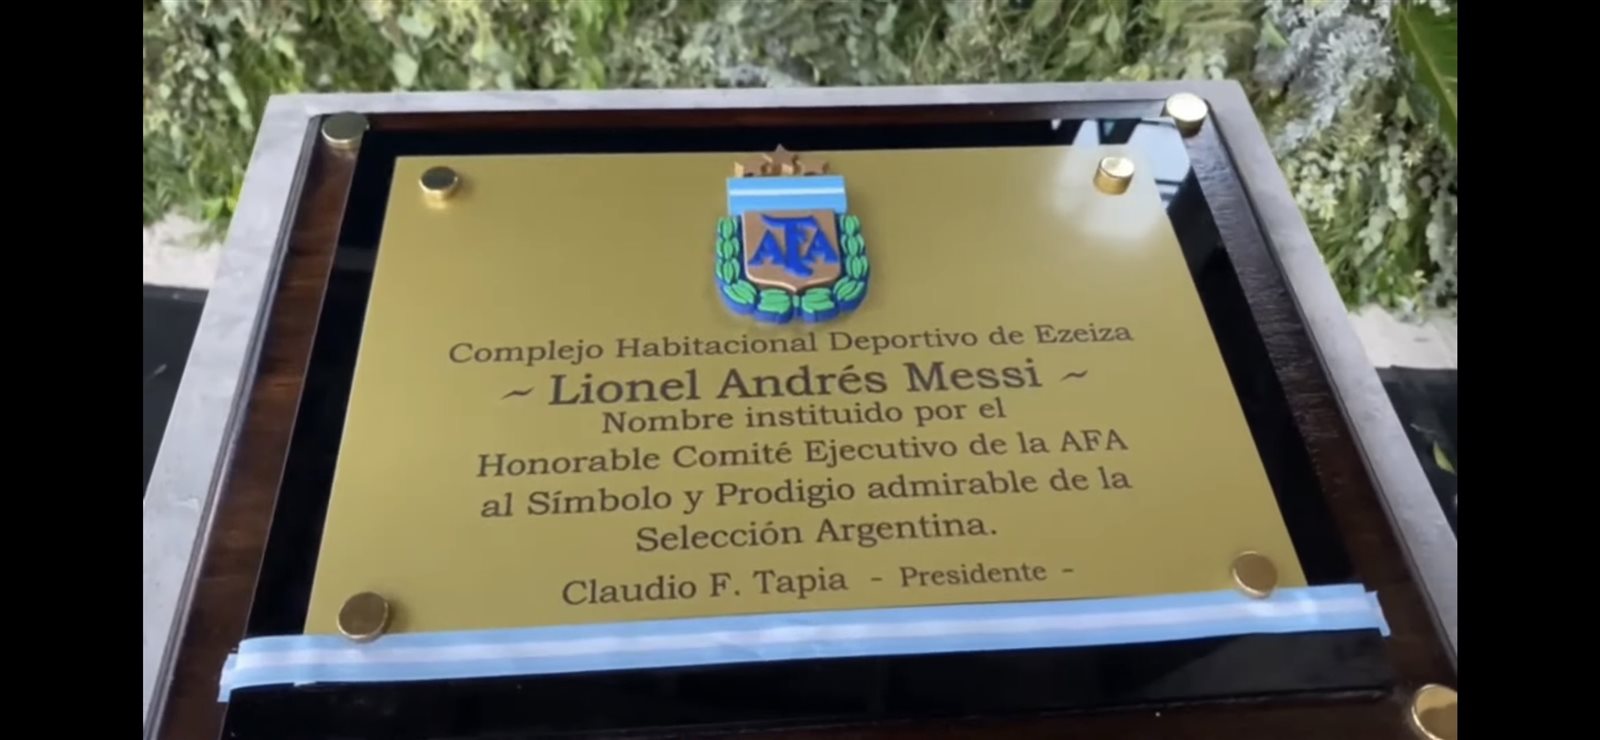 AFA
Complejo Habitacional Deportivo de Ezeiza
~ Lionel Andrés Messi ~
Nombre instituido por el
Honorable Comité Ejecutivo de la AFA
al Símbolo y Prodigio admirable de la
Selección Argentina.
Claudio F. Tapia - Presidente -